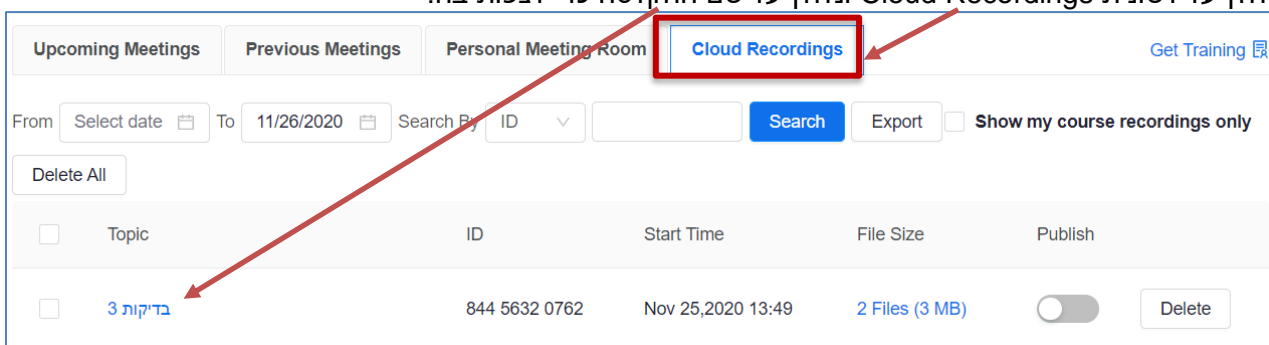 Cloud Recordings
Upcoming Meetings Previous Meetings Personal Meeting Room Cloud Recordings Get Training
From Select date To 11/26/2020 Search By ID Search Export Show my course recordings only
Delete All
Topic ID Start Time File Size Publish
בדיקות 3 844 5632 0762 Nov 25,2020 13:49 2 Files (3 MB) Delete